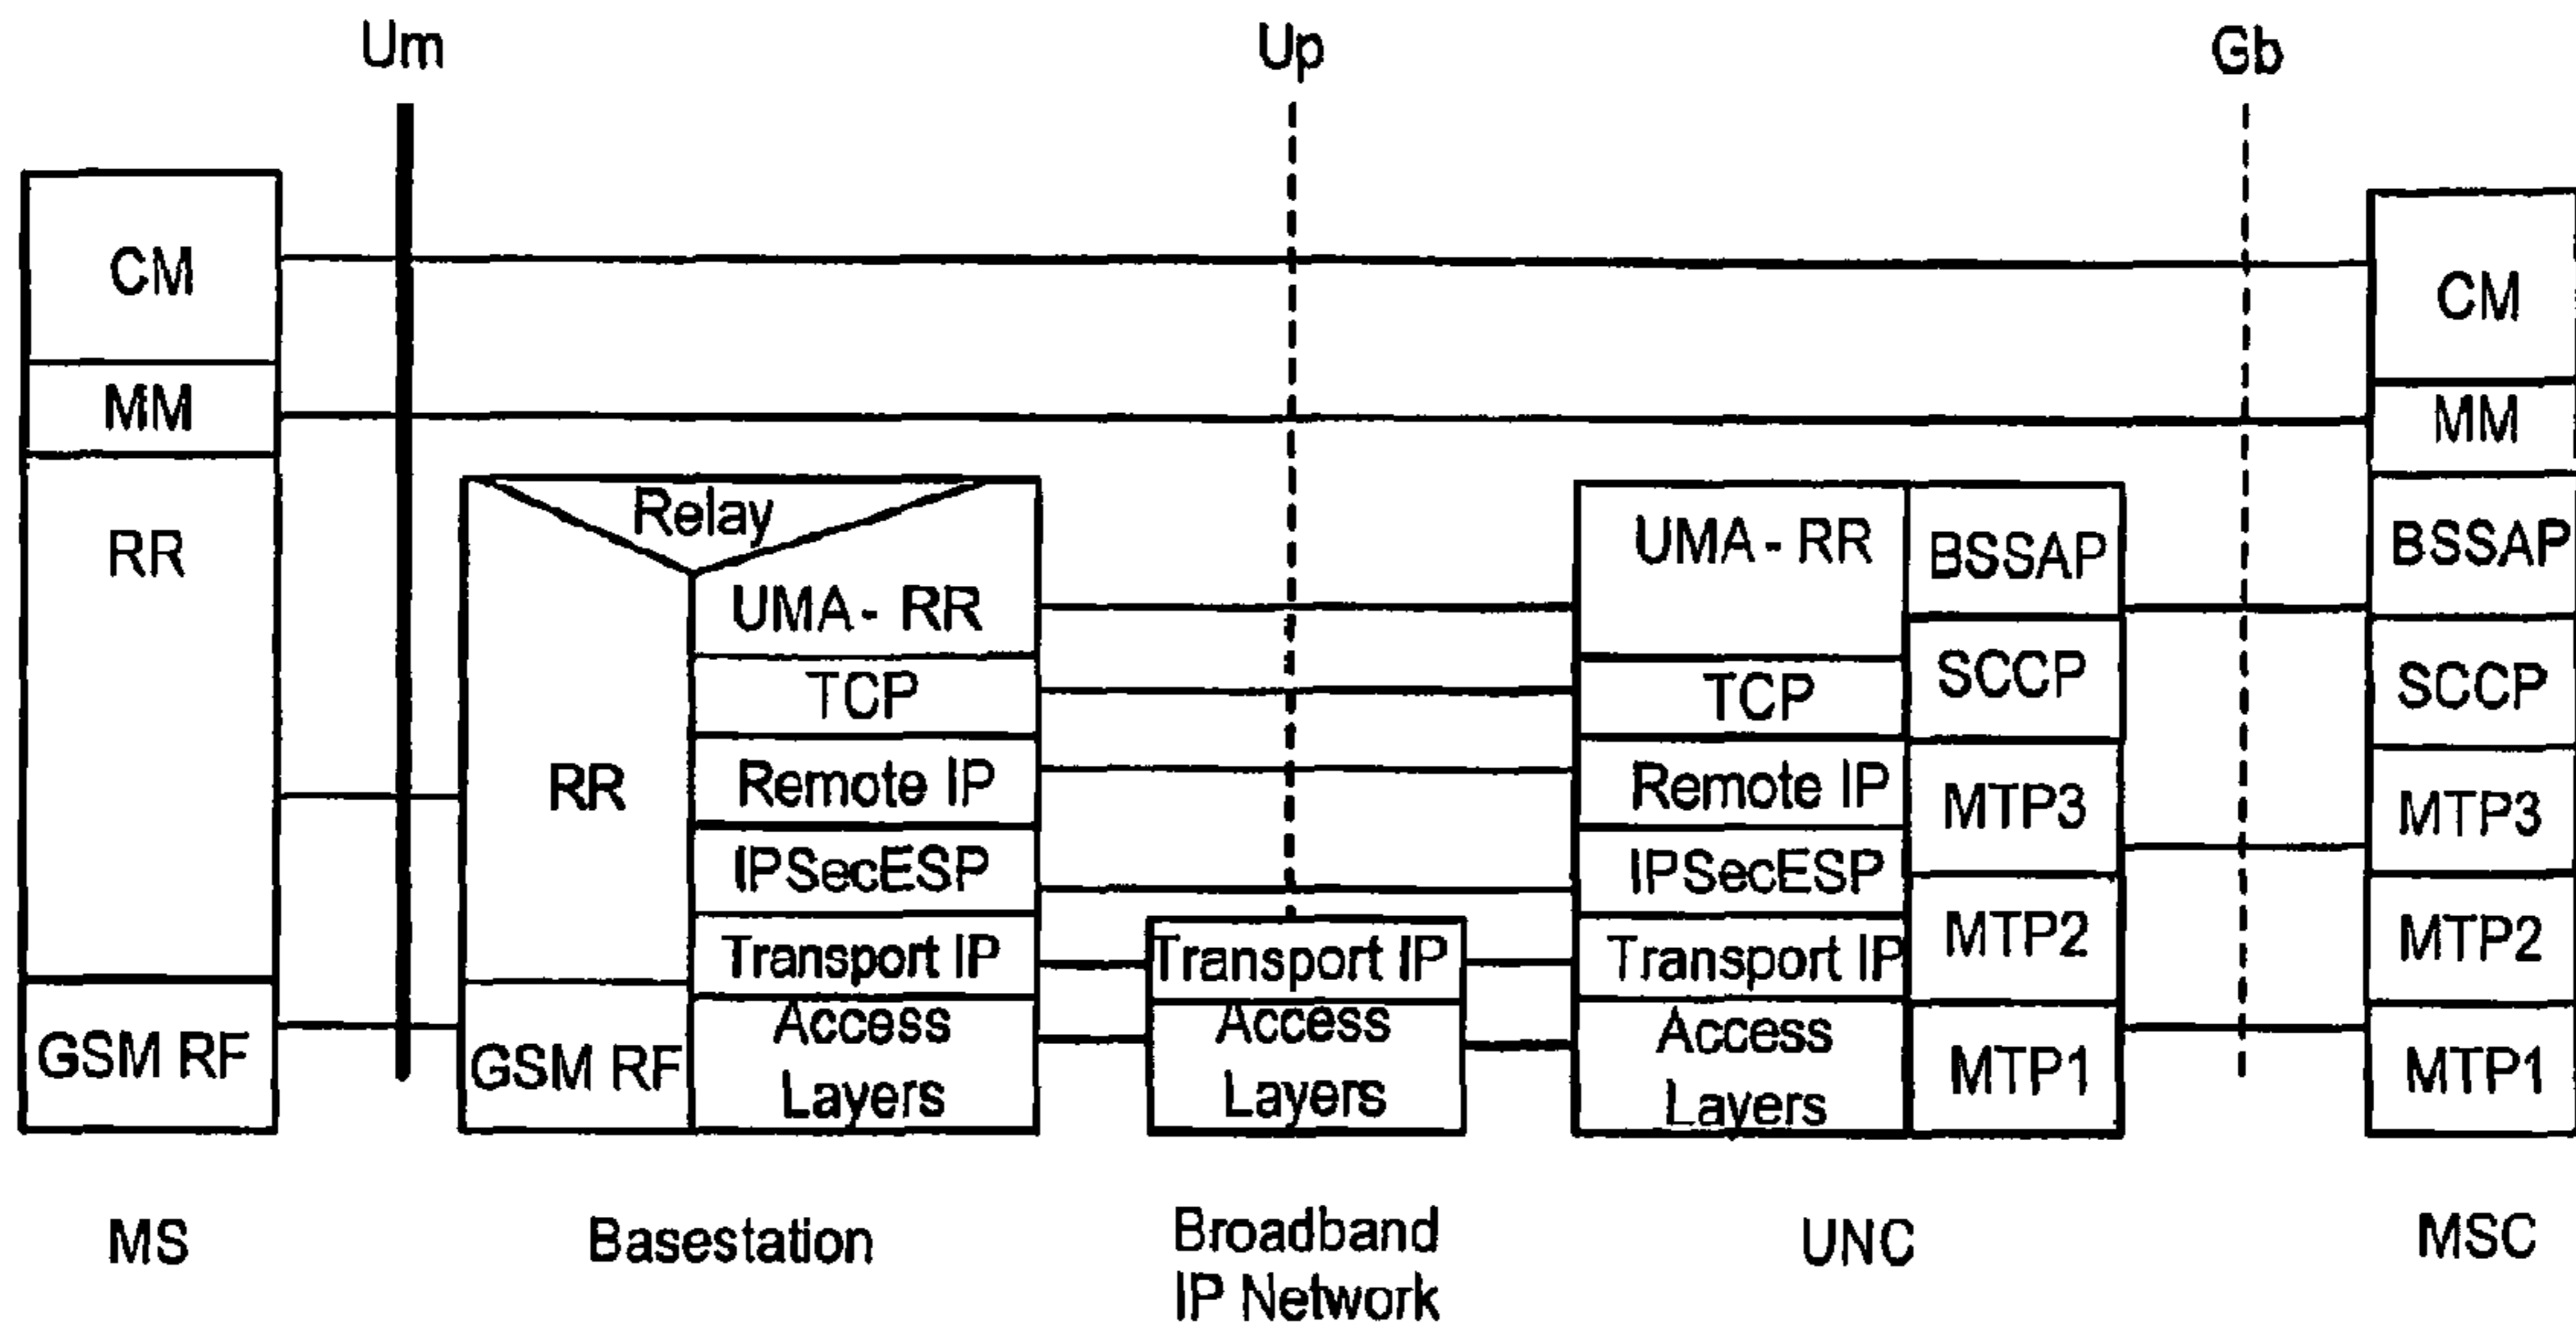 Um
Up
Gb
CM
MM
RR
GSM RF
Relay
RR
GSM RF
UMA - RR
TCP
Remote IP
IPSecESP
Transport IP
Access
Layers
Transport IP
Access
Layers
UMA - RR
TCP
Remote IP
IPSecESP
Transport IP
Access
Layers
BSSAP
SCCP
MTP3
MTP2
MTP1
CM
MM
BSSAP
SCCP
MTP3
MTP2
MTP1
MS
Basestation
Broadband
IP Network
UNC
MSC